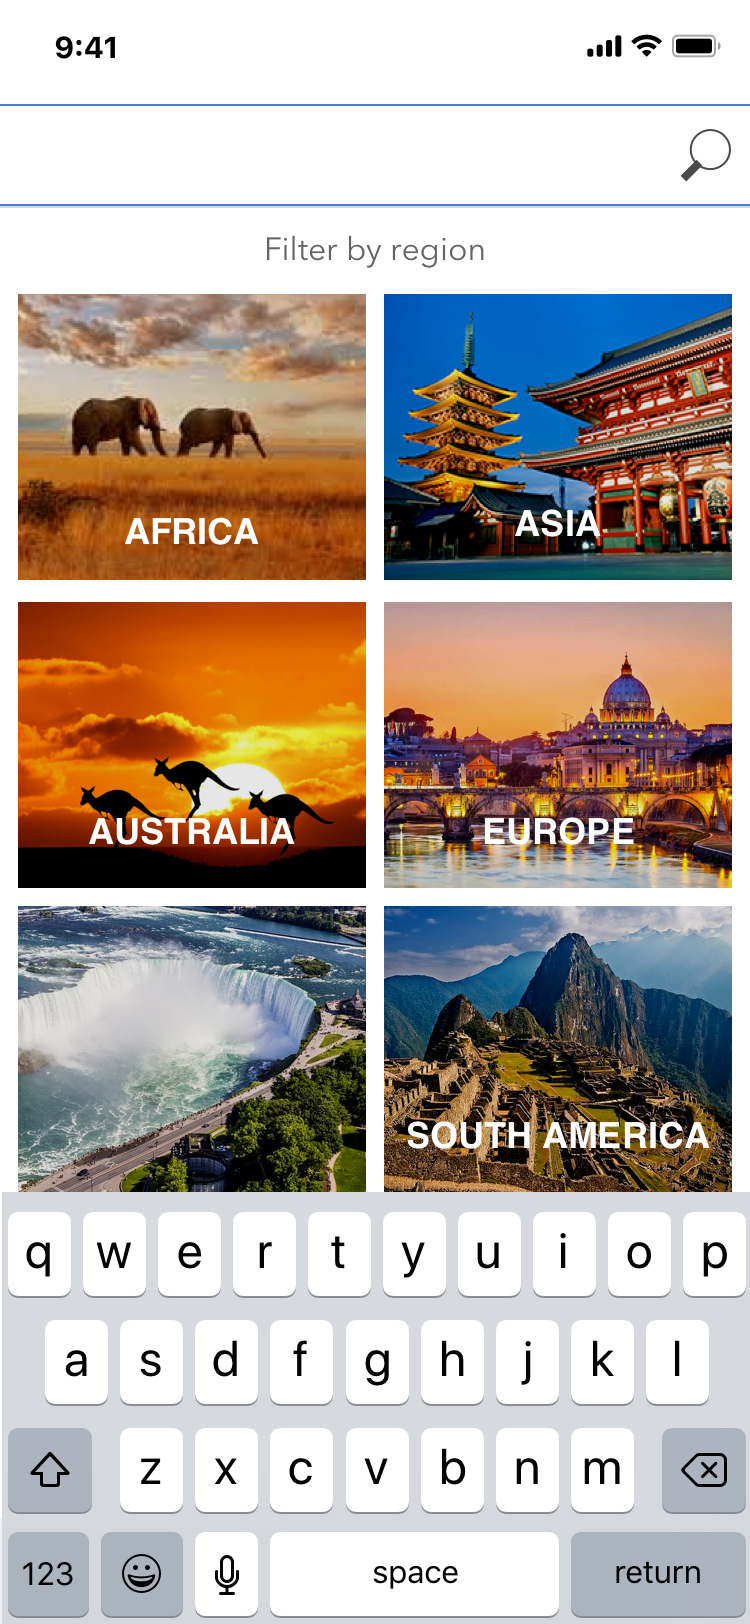 9:41
Filter by region
AFRICA
ASIA
AUSTRALIA
EUROPE
SOUTH AMERICA
q w e r t y u i o p
a s d f g h j k l
z x c v b n m
123 space return